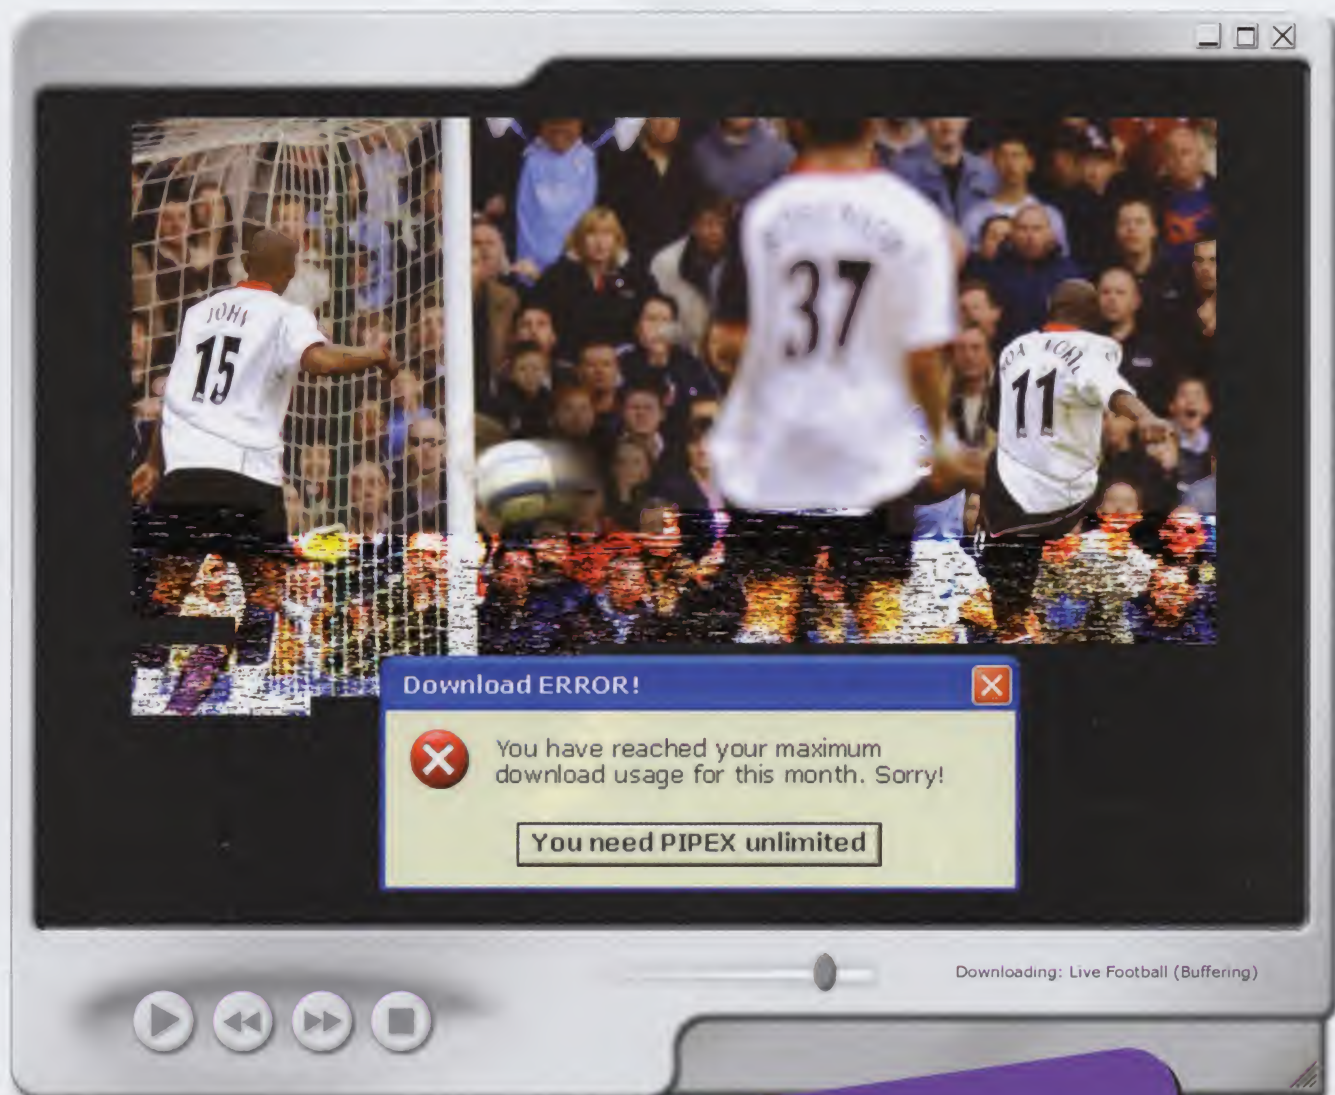 JOHN
15
37
11
Download ERROR!
You have reached your maximum
download usage for this month. Sorry!
You need PIPEX unlimited
Downloading: Live Football (Buffering)